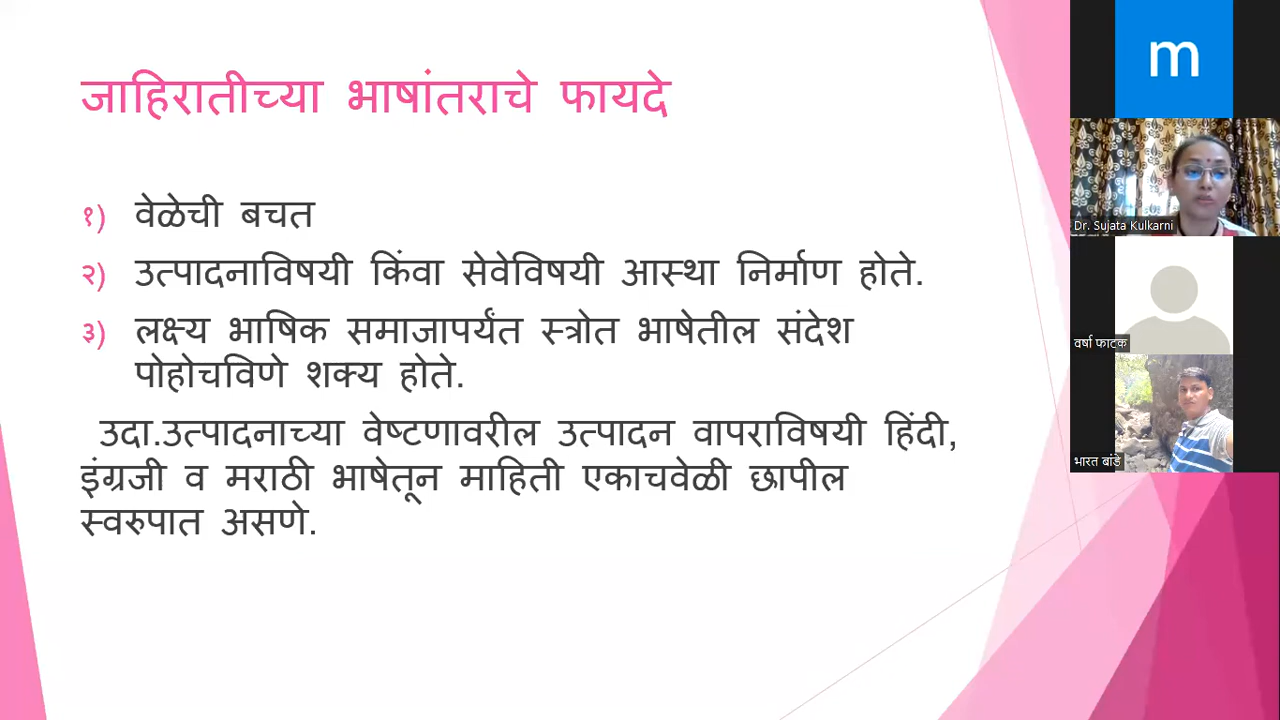 जाहिरातीच्या भाषांतराचे फायदे
१) वेळेची बचत
२) उत्पादनाविषयी किंवा सेवेविषयी आस्था निर्माण होते.
३) लक्ष्य भाषिक समाजापर्यंत स्त्रोत भाषेतील संदेश
पोहोचविणे शक्य होते.
उदा.उत्पादनाच्या वेष्टणावरील उत्पादन वापराविषयी हिंदी,
इंग्रजी व मराठी भाषेतून माहिती एकाचवेळी छापील
स्वरुपात असणे.
m
Dr. Sujata Kulkarni
वर्षा फाटक
भारत बांडे